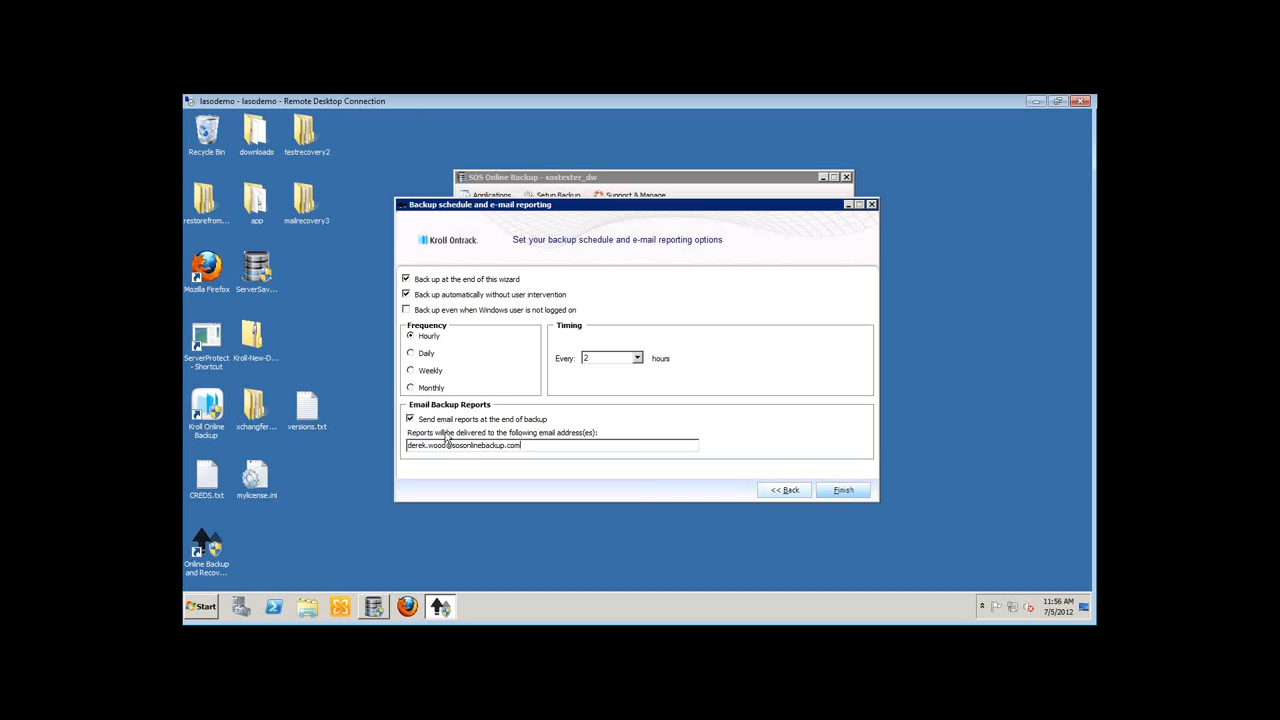 lasodemo - lasodemo - Remote Desktop Connection
Recycle Bin
downloads
testrecovery2
restorefrom...
app
mailrecovery3
Mozilla Firefox
ServerSav...
ServerProtect - Shortcut
Kroll-New-D...
Kroll Online Backup
xchangfer...
versions.txt
CREDS.txt
mylicense.ini
Online Backup and Recov...
SOS Online Backup - sostester_dw
Applications
Setup Backup
Support & Manage
Backup schedule and e-mail reporting
Kroll Ontrack.
Set your backup schedule and e-mail reporting options
Back up at the end of this wizard
Back up automatically without user intervention
Back up even when Windows user is not logged on
Frequency
Hourly
Daily
Weekly
Monthly
Timing
Every: 2 hours
Email Backup Reports
Send email reports at the end of backup
Reports will be delivered to the following email address(es):
derek.wood@sosonlinebackup.com
<< Back
Finish
Start
11:56 AM
7/5/2012